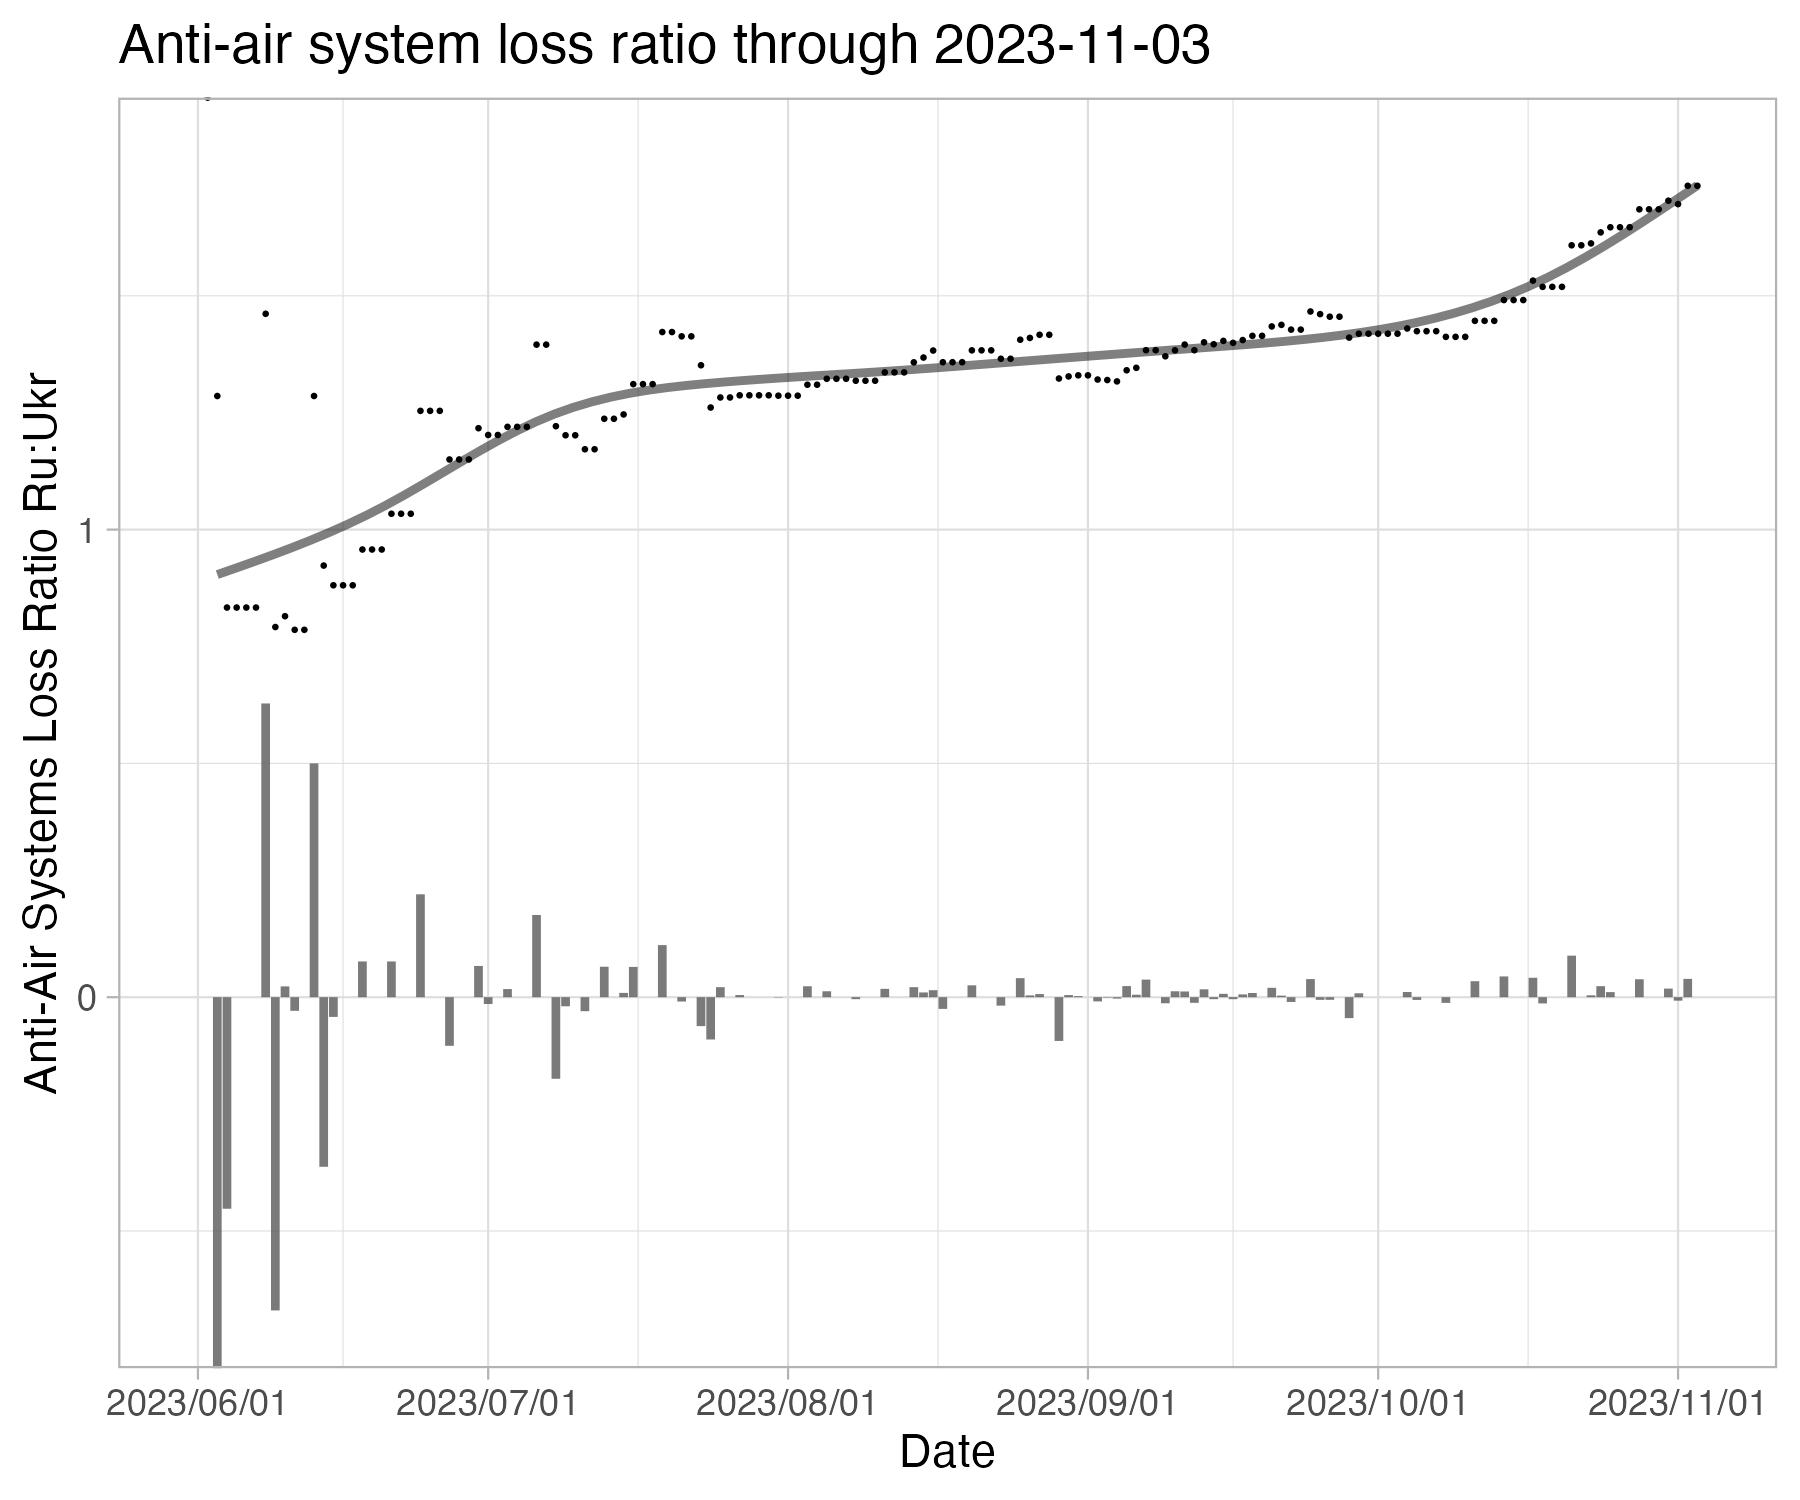 Anti-air system loss ratio through 2023-11-03
Anti-Air Systems Loss Ratio Ru:Ukr
1
0
2023/06/01
2023/07/01
2023/08/01
2023/09/01
2023/10/01
2023/11/01
Date